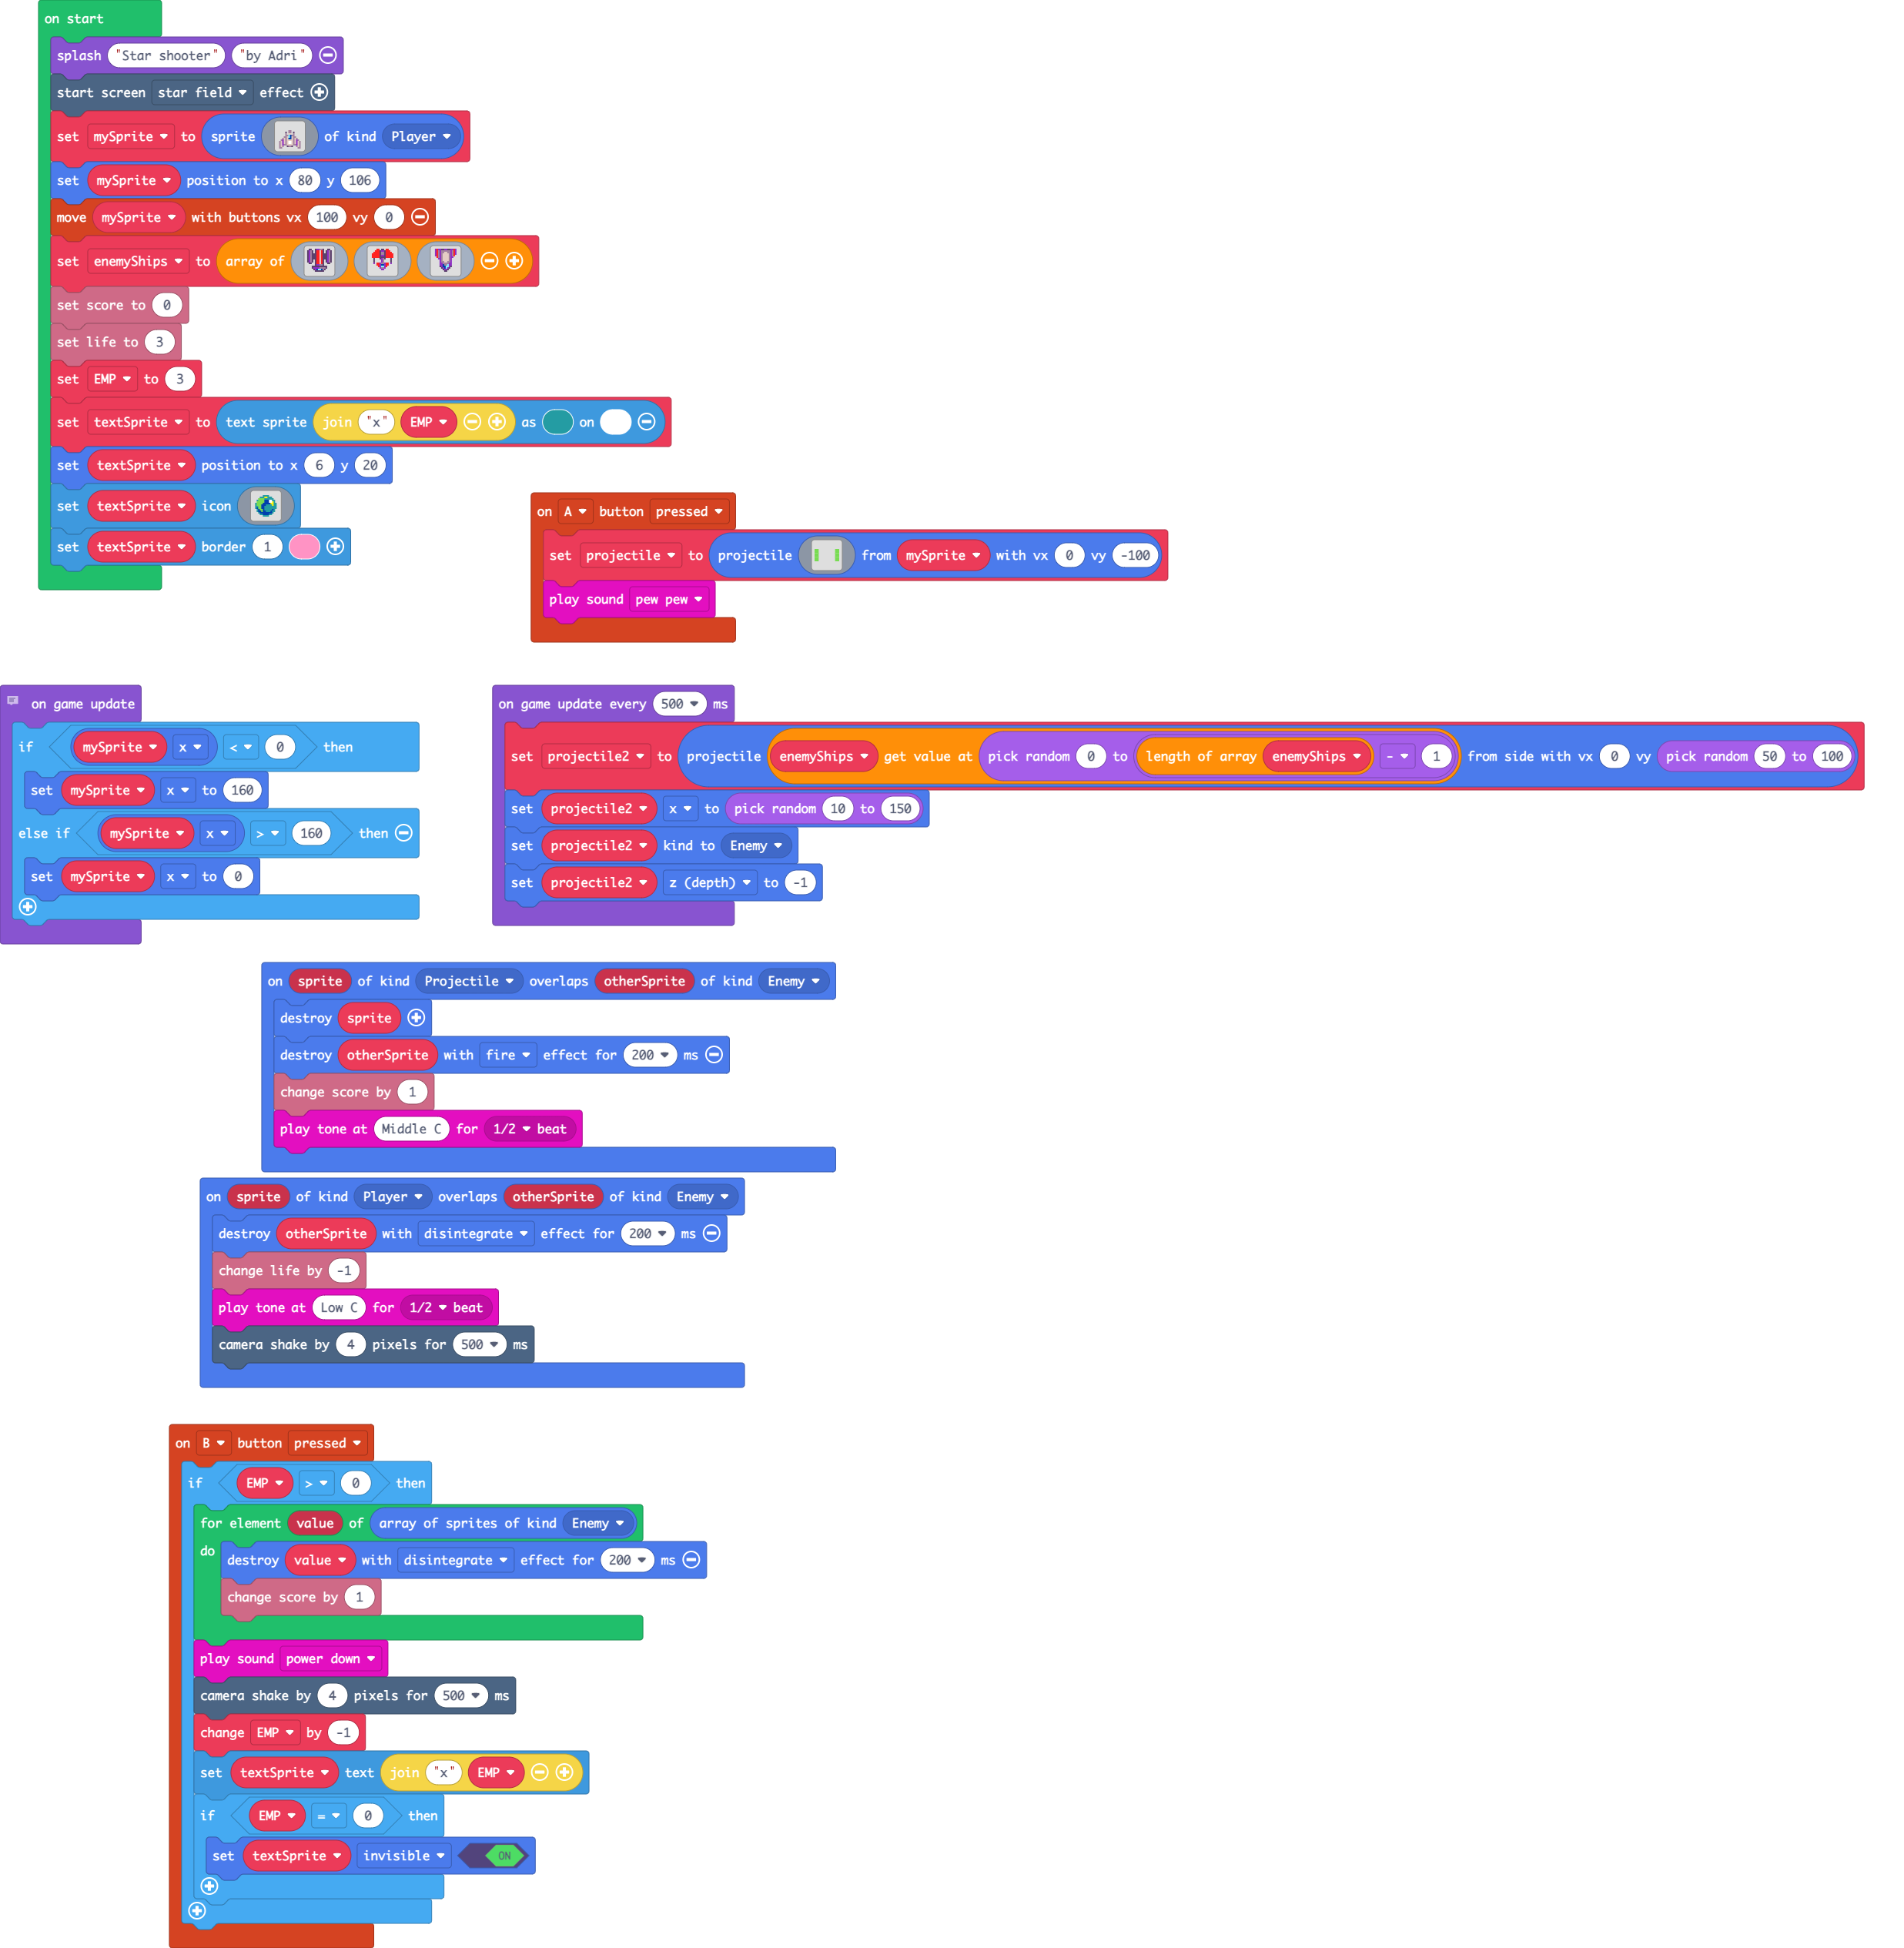 on start
splash "Star shooter" "by Adri"
start screen star field effect
set mySprite to sprite of kind Player
set mySprite position to x 80 y 106
move mySprite with buttons vx 100 vy 0
set enemyShips to array of
set score to 0
set life to 3
set EMP to 3
set textSprite to text sprite join "x" EMP as on
set textSprite position to x 6 y 20
set textSprite icon
set textSprite border 1
on A button pressed
set projectile to projectile from mySprite with vx 0 vy -100
play sound pew pew
on game update
if mySprite x < 0 then
set mySprite x to 160
else if mySprite x > 160 then
set mySprite x to 0
on game update every 500 ms
set projectile2 to projectile enemyShips get value at pick random 0 to length of array enemyShips - 1 from side with vx 0 vy pick random 50 to 100
set projectile2 x to pick random 10 to 150
set projectile2 kind to Enemy
set projectile2 z (depth) to -1
on sprite of kind Projectile overlaps otherSprite of kind Enemy
destroy sprite
destroy otherSprite with fire effect for 200 ms
change score by 1
play tone at Middle C for 1/2 beat
on sprite of kind Player overlaps otherSprite of kind Enemy
destroy otherSprite with disintegrate effect for 200 ms
change life by -1
play tone at Low C for 1/2 beat
camera shake by 4 pixels for 500 ms
on B button pressed
if EMP > 0 then
for element value of array of sprites of kind Enemy
do destroy value with disintegrate effect for 200 ms
change score by 1
play sound power down
camera shake by 4 pixels for 500 ms
change EMP by -1
set textSprite text join "x" EMP
if EMP = 0 then
set textSprite invisible ON